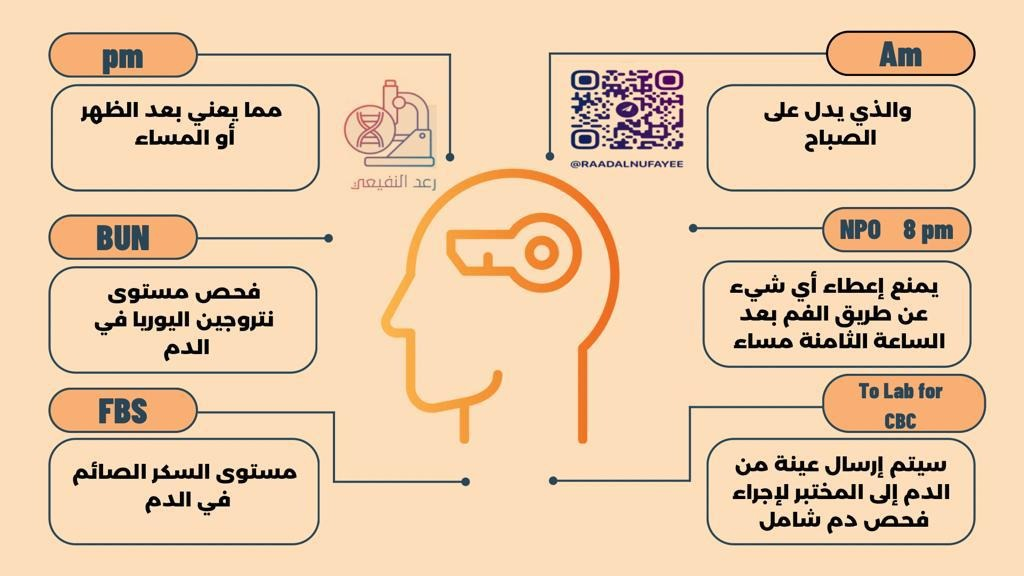 Am
والذي يدل على
الصباح
pm
مما يعني بعد الظهر
أو المساء
@RAADALNUFAYEE
رعد النفيعي
NPO 8 pm
يمنع إعطاء أي شيء
عن طريق الفم بعد
الساعة الثامنة مساء
BUN
فحص مستوى
نتروجين اليوريا في
الدم
To Lab for
CBC
سيتم إرسال عينة من
الدم إلى المختبر لإجراء
فحص دم شامل
FBS
مستوى السكر الصائم
في الدم